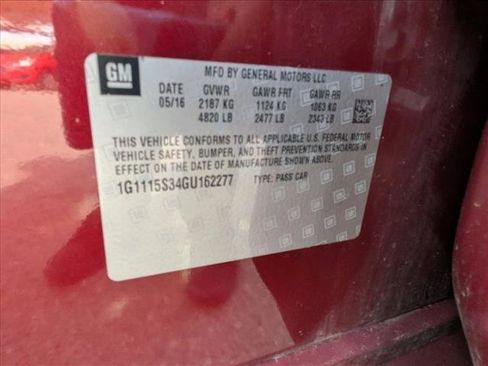 GM
MFD BY GENERAL MOTORS LLC
DATE GVWR GAWR FRT GAWR RR
05/16 2187 KG 1124 KG 1063 KG
4820 LB 2477 LB 2343 LB
THIS VEHICLE CONFORMS TO ALL APPLICABLE U.S. FEDERAL MOTOR
VEHICLE SAFETY, BUMPER, AND THEFT PREVENTION STANDARDS IN
EFFECT ON THE DATE OF MANUFACTURE SHOWN ABOVE.
1G1115S34GU162277 TYPE: PASS CAR